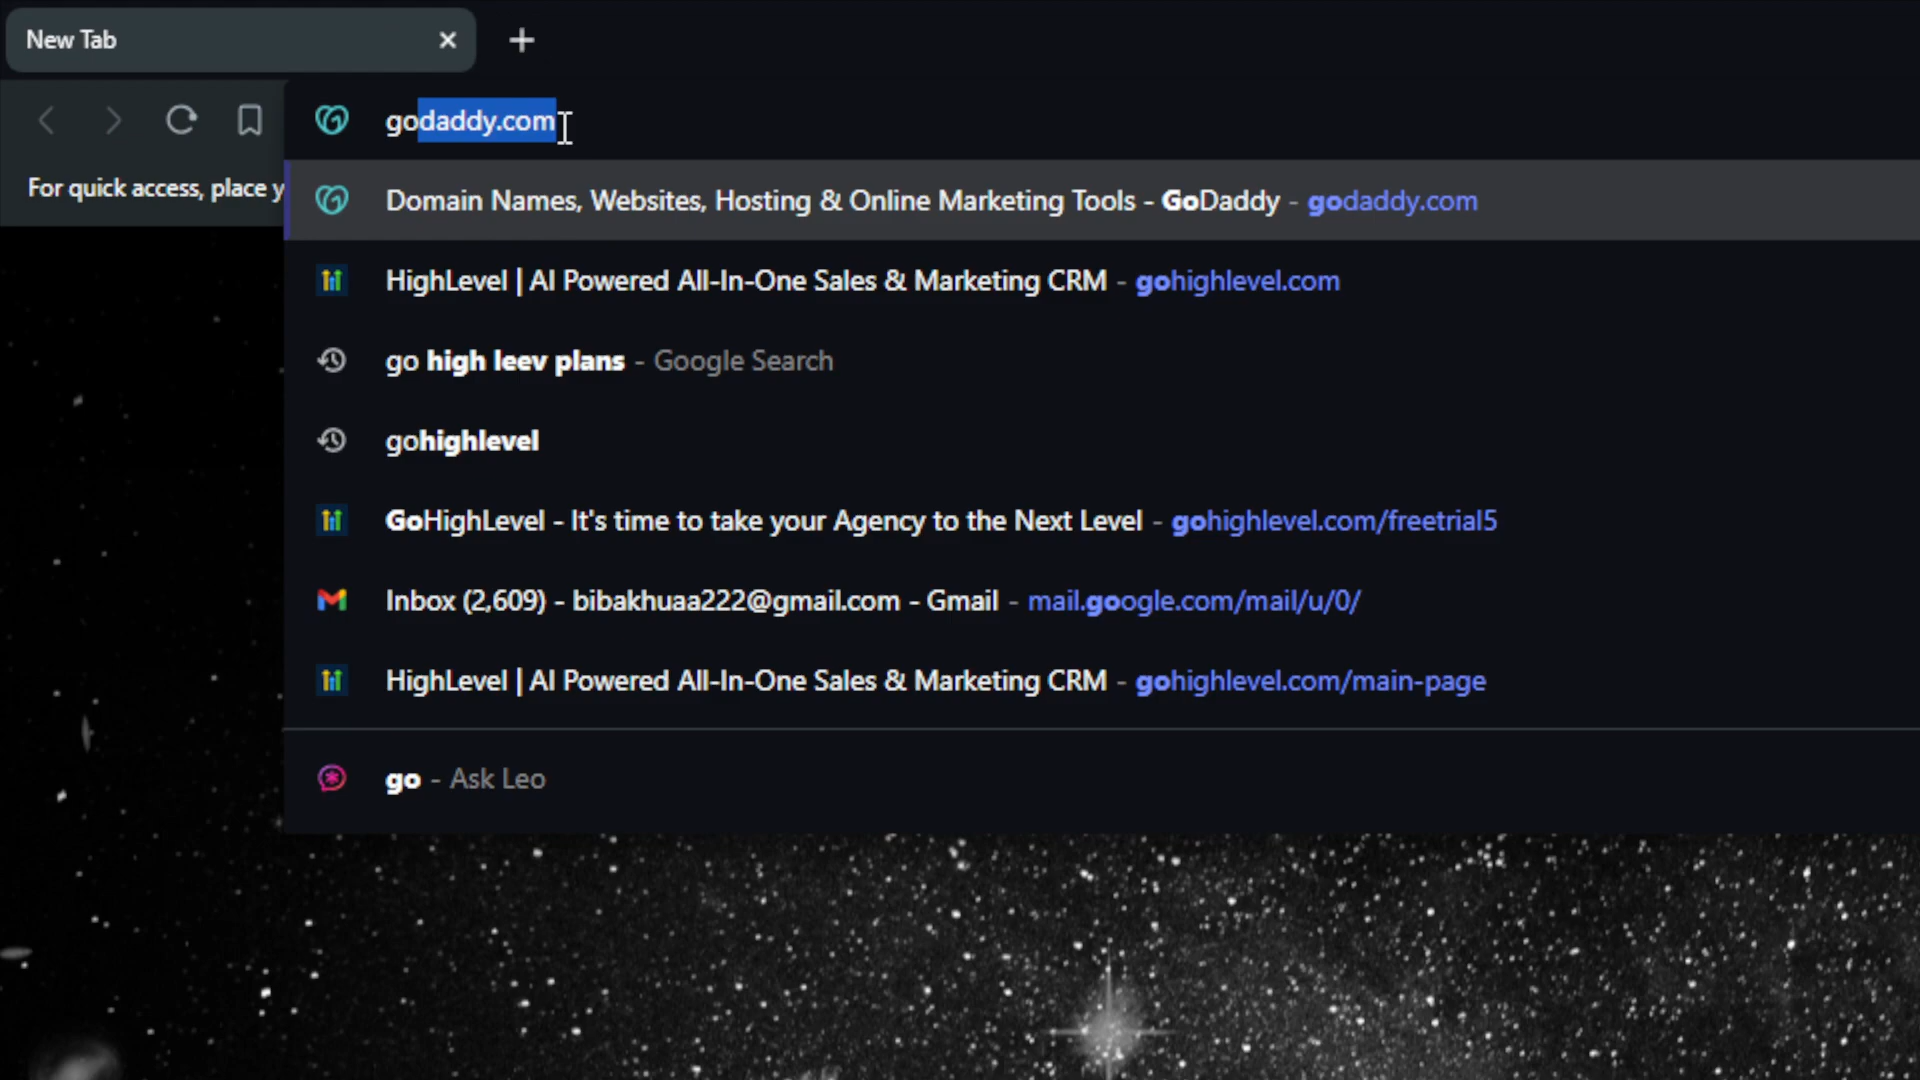 New Tab
godaddy.com
For quick access, place y
Domain Names, Websites, Hosting & Online Marketing Tools - GoDaddy - godaddy.com
HighLevel | AI Powered All-In-One Sales & Marketing CRM - gohighlevel.com
go high leev plans - Google Search
gohighlevel
GoHighLevel - It's time to take your Agency to the Next Level - gohighlevel.com/freetrial5
Inbox (2,609) - bibakhuaa222@gmail.com - Gmail - mail.google.com/mail/u/0/
HighLevel | AI Powered All-In-One Sales & Marketing CRM - gohighlevel.com/main-page
go - Ask Leo